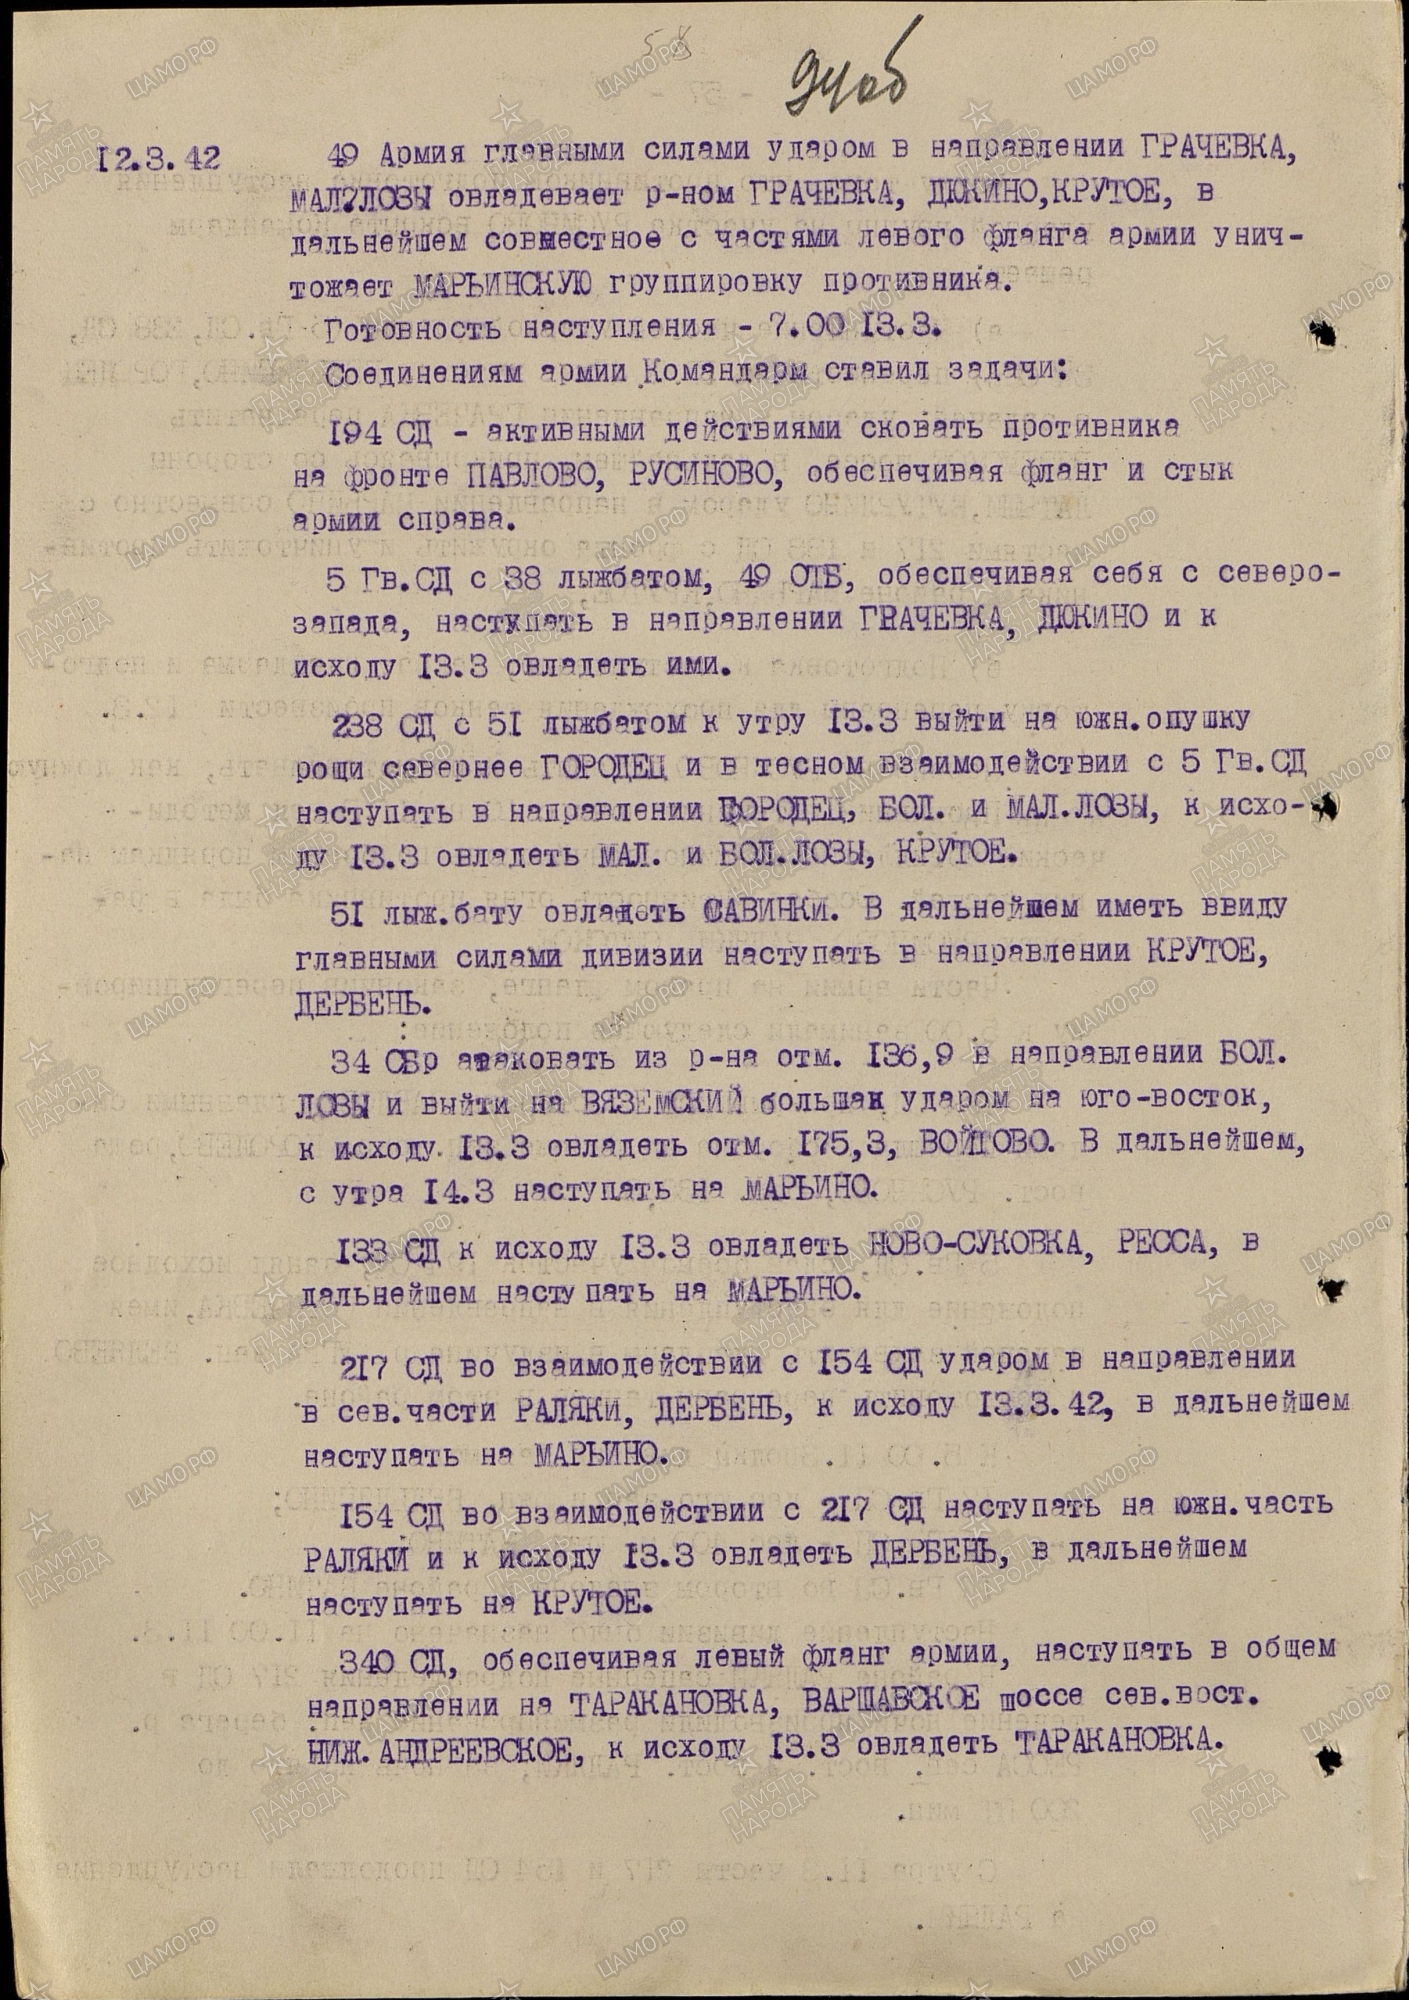 58
94об
12.3.42 49 Армия главными силами ударом в направлении ГРАЧЕВКА,
МАЛ.ЛОЗЫ овладевает р-ном ГРАЧЕВКА, ДЮКИНО,КРУТОЕ, в
дальнейшем совместное с частями левого фланга армии унич-
тожает МАРЬИНСКУЮ группировку противника.
Готовность наступления - 7.00 13.3.
Соединениям армии Командарм ставил задачи:
194 СД - активными действиями сковать противника
на фронте ПАВЛОВО, РУСИНОВО, обеспечивая фланг и стык
армии справа.
5 Гв.СД с 38 лыжбатом, 49 ОТБ, обеспечивая себя с северо-
запада, наступать в направлении ГРАЧЕВКА, ДЮКИНО и к
исходу 13.3 овладеть ими.
238 СД с 51 лыжбатом к утру 13.3 выйти на южн.опушку
рощи севернее ГОРОДЕЦ и в тесном взаимодействии с 5 Гв.СД
наступать в направлении ГОРОДЕЦ, БОЛ. и МАЛ.ЛОЗЫ, к исхо-
ду 13.3 овладеть МАЛ. и БОЛ.ЛОЗЫ, КРУТОЕ.
51 лыж.бату овладеть САВИНКИ. В дальнейшем иметь ввиду
главными силами дивизии наступать в направлении КРУТОЕ,
ДЕРБЕНЬ.
34 СБр атаковать из р-на отм. 136,9 в направлении БОЛ.
ЛОЗЫ и выйти на ВЯЗЕМСКИЙ большак ударом на юго-восток,
к исходу 13.3 овладеть отм. 175,3, ВОЙТОВО. В дальнейшем,
с утра 14.3 наступать на МАРЬИНО.
133 СД к исходу 13.3 овладеть НОВО-СУКОВКА, РЕССА, в
дальнейшем наступать на МАРЬИНО.
217 СД во взаимодействии с 154 СД ударом в направлении
в сев.части РАЛЯКИ, ДЕРБЕНЬ, к исходу 13.3.42, в дальнейшем
наступать на МАРЬИНО.
154 СД во взаимодействии с 217 СД наступать на южн.часть
РАЛЯКИ и к исходу 13.3 овладеть ДЕРБЕНЬ, в дальнейшем
наступать на КРУТОЕ.
340 СД, обеспечивая левый фланг армии, наступать в общем
направлении на ТАРАКАНОВКА, ВАРШАВСКОЕ шоссе сев.вост.
НИЖ.АНДРЕЕВСКОЕ, к исходу 13.3 овладеть ТАРАКАНОВКА.